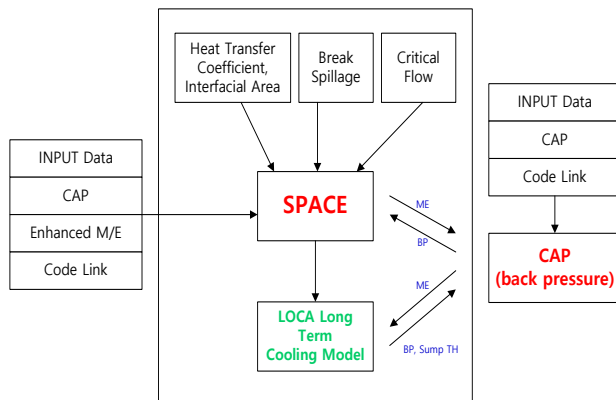 Heat Transfer
Coefficient,
Interfacial Area
Break
Spillage
Critical
Flow
INPUT Data
CAP
Enhanced M/E
Code Link
SPACE
LOCA Long
Term
Cooling Model
ME
BP
ME
BP, Sump TH
INPUT Data
CAP
Code Link
CAP
(back pressure)